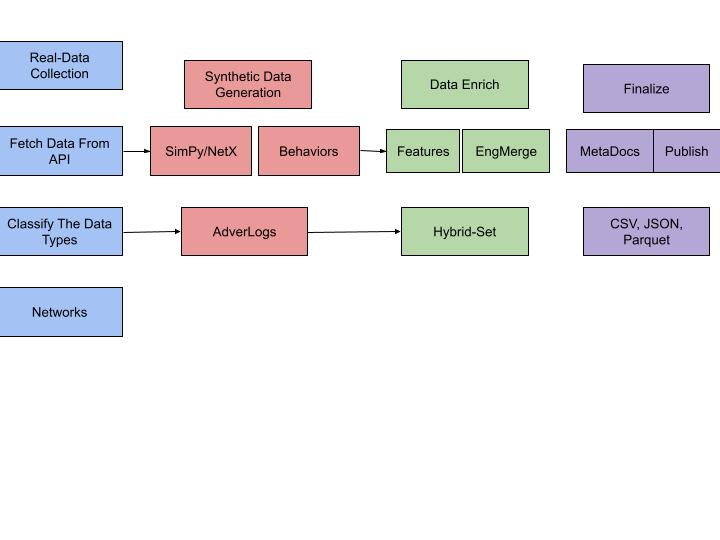 Real-Data
Collection
Synthetic Data
Generation
Data Enrich
Finalize
Fetch Data From
API
SimPy/NetX
Behaviors
Features
EngMerge
MetaDocs
Publish
Classify The Data
Types
AdverLogs
Hybrid-Set
CSV, JSON,
Parquet
Networks